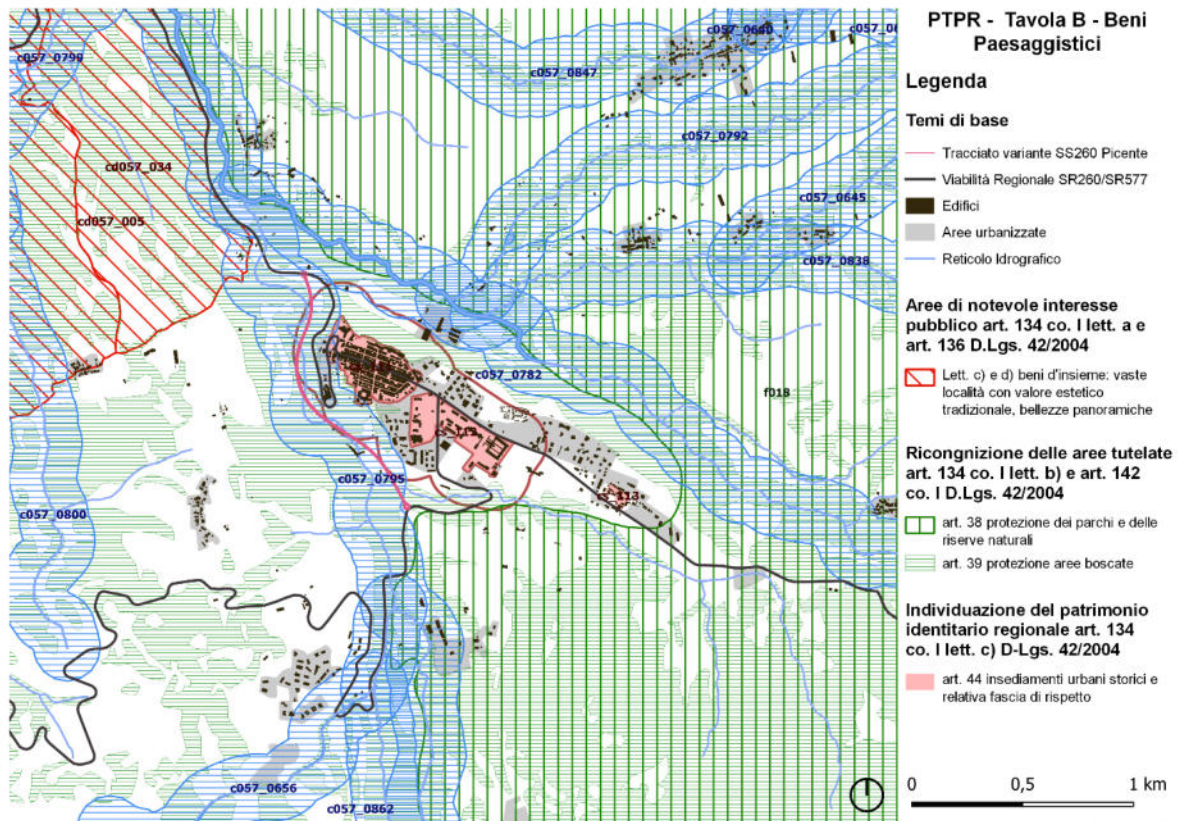 PTPR - Tavola B - Beni
Paesaggistici
Legenda
Temi di base
Tracciato variante SS260 Picente
Viabilità Regionale SR260/SR577
Edifici
Aree urbanizzate
Reticolo Idrografico
Aree di notevole interesse
pubblico art. 134 co. I lett. a e
art. 136 D.Lgs. 42/2004
Lett. c) e d) beni d'insieme: vaste
località con valore estetico
tradizionale, bellezze panoramiche
Ricongnizione delle aree tutelate
art. 134 co. I lett. b) e art. 142
co. I D.Lgs. 42/2004
art. 38 protezione dei parchi e delle
riserve naturali
art. 39 protezione aree boscate
Individuazione del patrimonio
identitario regionale art. 134
co. I lett. c) D-Lgs. 42/2004
art. 44 insediamenti urbani storici e
relativa fascia di rispetto
0 0,5 1 km
c057_0799
c057_0847
c057_0792
cd057_034
cd057_005
c057_0645
c057_0838
c057_0782
f018
c057_0795
c057_0800
c057_0656
c057_0862